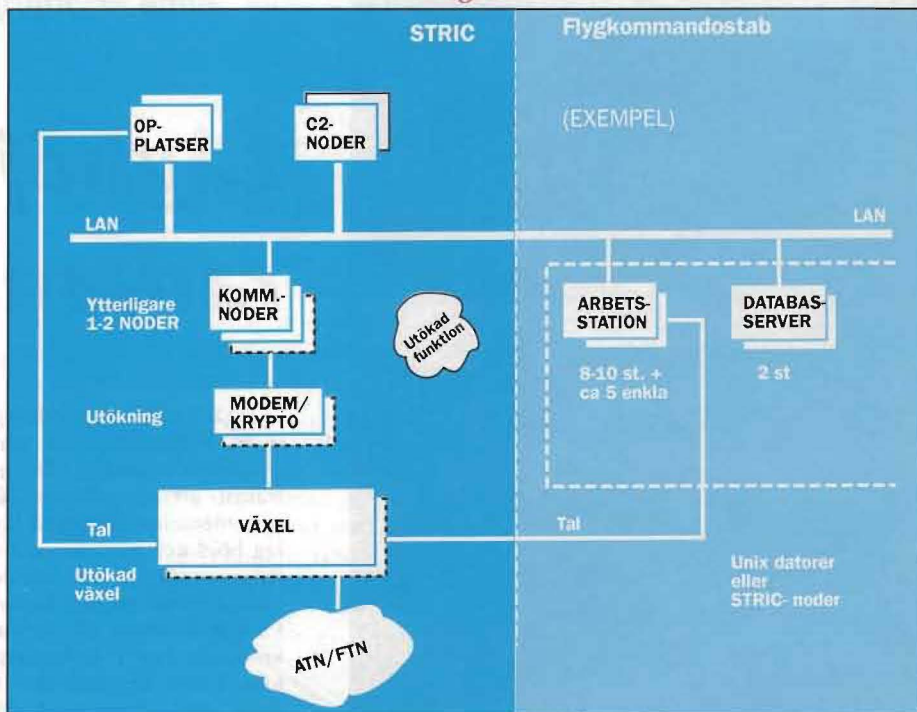 STRIC
Flygkommandostab
(EXEMPEL)
OP-
PLATSER
C2-
NODER
LAN
LAN
Ytterligare
1-2 NODER
KOMM.-
NODER
Utökad
funktion
ARBETS-
STATION
DATABAS-
SERVER
8-10 st. +
ca 5 enkla
2 st
Utökning
MODEM/
KRYPTO
VÄXEL
Tal
Tal
Utökad
växel
Unix datorer
eller
STRIC- noder
ATN/FTN